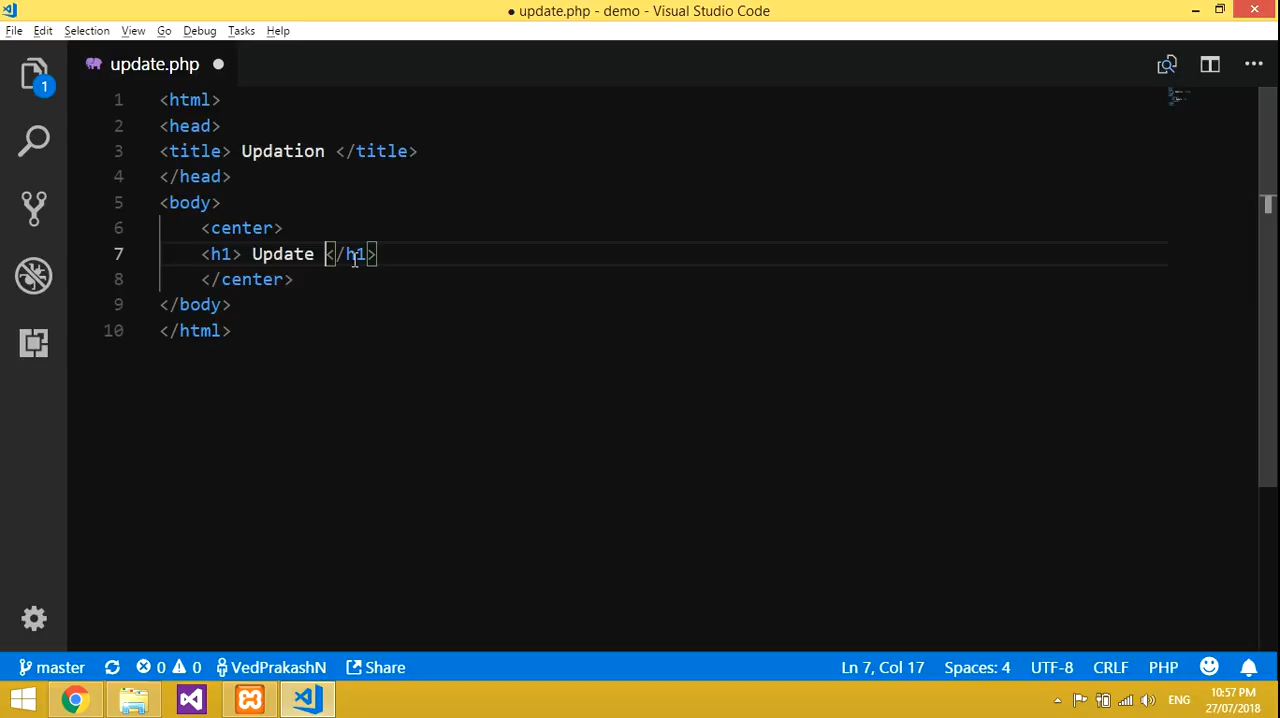 ● update.php - demo - Visual Studio Code
File Edit Selection View Go Debug Tasks Help
update.php
1
1 <html>
2 <head>
3 <title> Updation </title>
4 </head>
5 <body>
6 <center>
7 <h1> Update </h1>
8 </center>
9 </body>
10 </html>
master 0 0 VedPrakashN Share Ln 7, Col 17 Spaces: 4 UTF-8 CRLF PHP
ENG 10:57 PM
27/07/2018